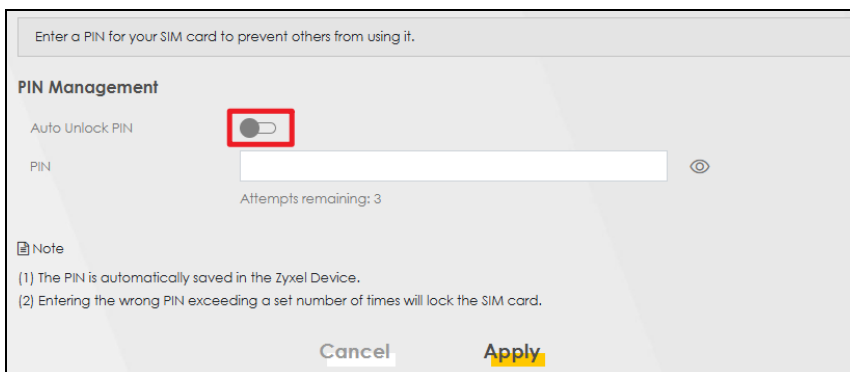 Enter a PIN for your SIM card to prevent others from using it.
PIN Management
Auto Unlock PIN
PIN
Attempts remaining: 3
Note
(1) The PIN is automatically saved in the Zyxel Device.
(2) Entering the wrong PIN exceeding a set number of times will lock the SIM card.
Cancel Apply